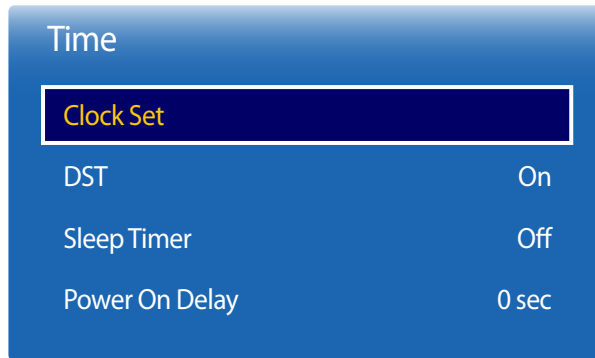 Time
Clock Set
DST On
Sleep Timer Off
Power On Delay 0 sec